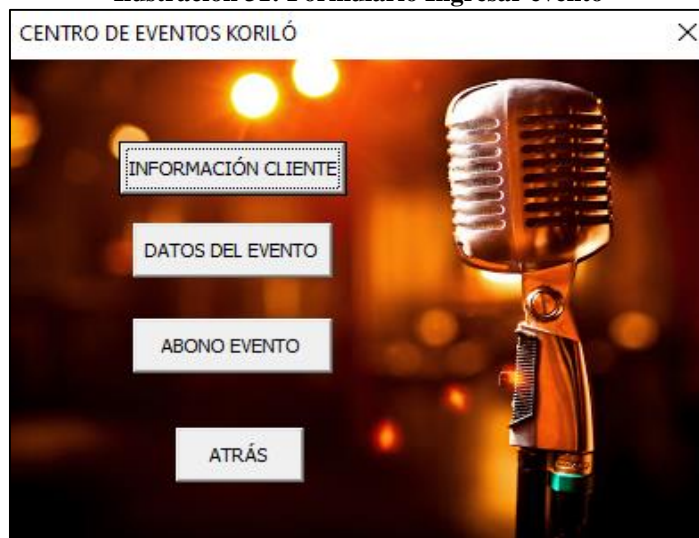 CENTRO DE EVENTOS KORILÓ
INFORMACIÓN CLIENTE
DATOS DEL EVENTO
ABONO EVENTO
ATRÁS